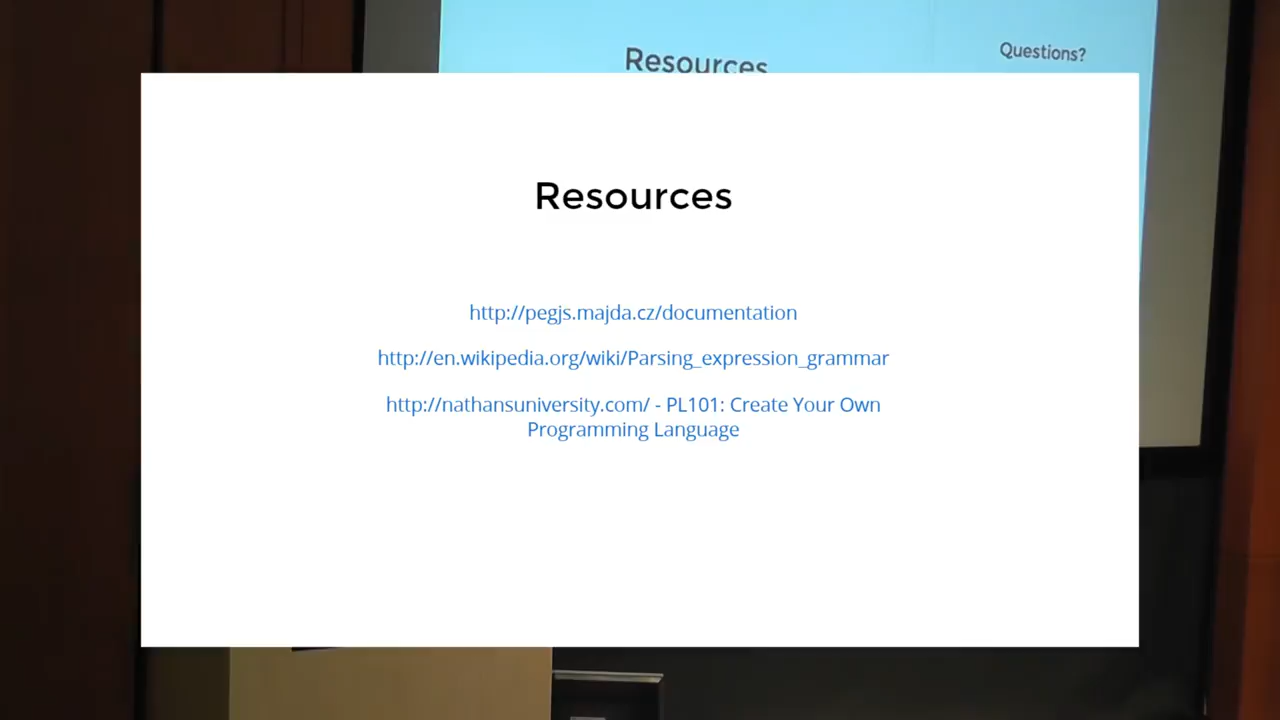 Resources
Questions?
Resources
http://pegjs.majda.cz/documentation
http://en.wikipedia.org/wiki/Parsing_expression_grammar
http://nathansuniversity.com/ - PL101: Create Your Own
Programming Language